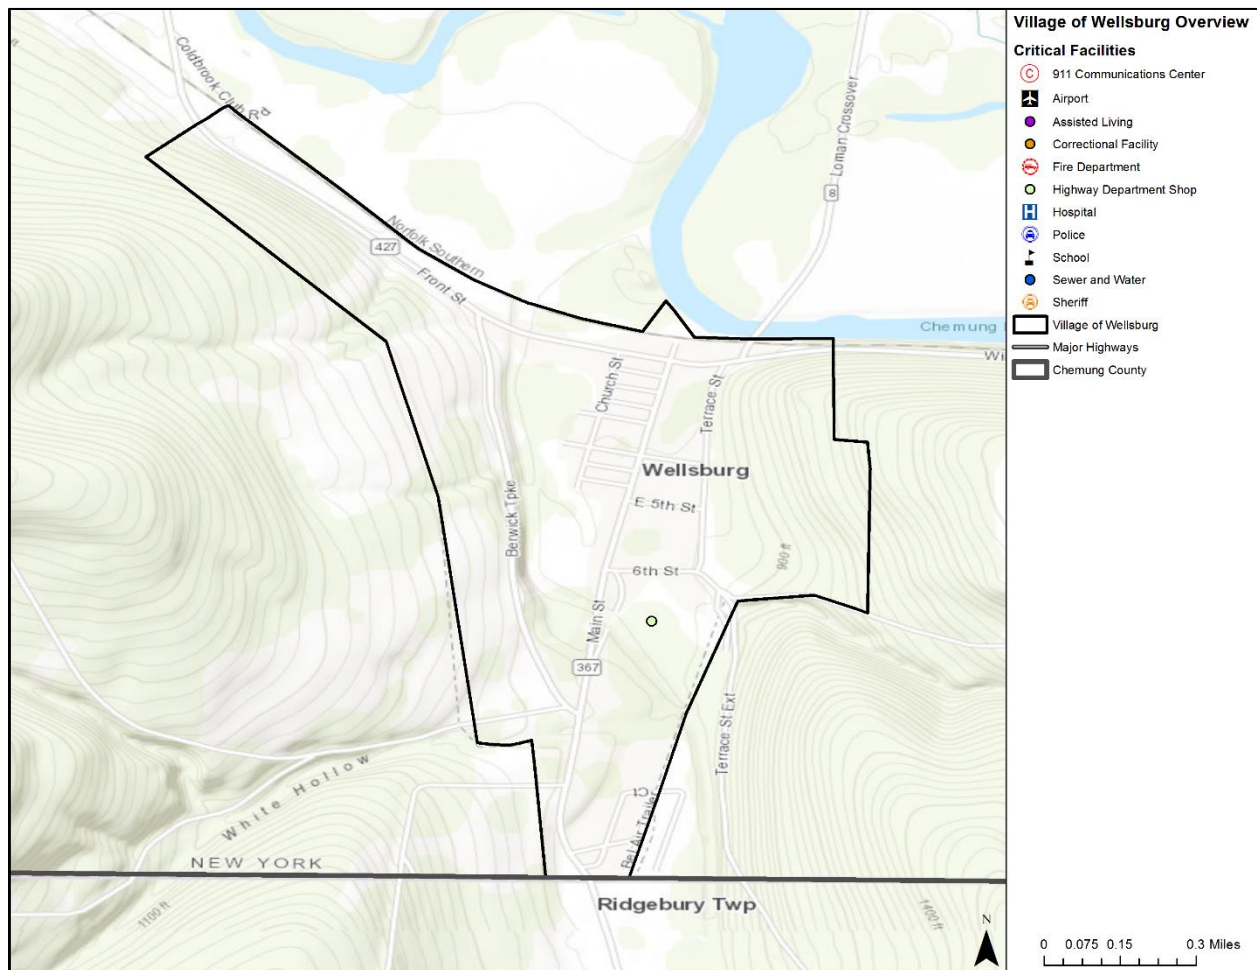 Village of Wellsburg Overview
Critical Facilities
C 911 Communications Center
Airport
Assisted Living
Correctional Facility
Fire Department
Highway Department Shop
H Hospital
Police
School
Sewer and Water
Sheriff
Village of Wellsburg
Major Highways
Chemung County
Coldbrook Club Rd
Loman Crossover
8
Norfolk Southern
427
Front St
Chemung
Wi
Church St
Terrace St
Wellsburg
E 5th St
Berwick Tpke
900 ft
6th St
Main St
367
Terrace St Ext
White Hollow
Bel Air Trailer
NEW YORK
Ridgebury Twp
1100 ft
1400 ft
N
0 0.075 0.15 0.3 Miles